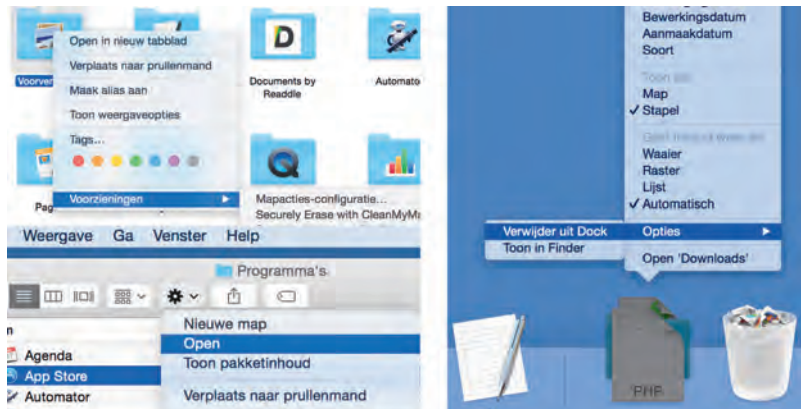 Open in nieuw tabblad
Verplaats naar prullenmand
Maak alias aan
Toon weergaveopties
Tags...
Voorzieningen
Documents by
Readdle
Automato
Mapacties-configuratie...
Securely Erase with CleanMyMa
Weergave Ga Venster Help
Programma's
Nieuwe map
Open
Toon pakketinhoud
Verplaats naar prullenmand
Agenda
App Store
Automator
Bewerkingsdatum
Aanmaakdatum
Soort
Toon als
Map
✓ Stapel
Waaier
Raster
Lijst
✓ Automatisch
Opties
Verwijder uit Dock
Toon in Finder
Open 'Downloads'
PHP